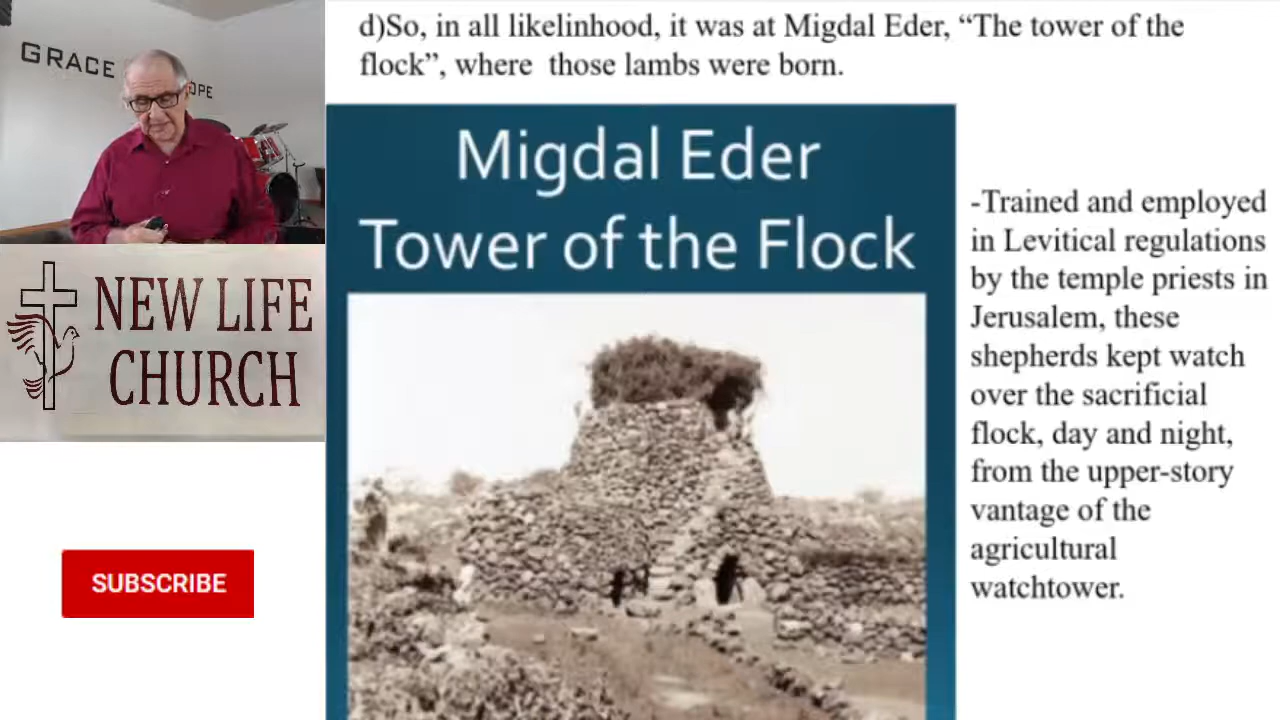 d)So, in all likelinhood, it was at Migdal Eder, “The tower of the
flock”, where  those lambs were born.
GRACE
OPE
Migdal Eder
Tower of the Flock
-Trained and employed
in Levitical regulations
by the temple priests in
Jerusalem, these
shepherds kept watch
over the sacrificial
flock, day and night,
from the upper-story
vantage of the
agricultural
watchtower.
NEW LIFE
CHURCH
SUBSCRIBE